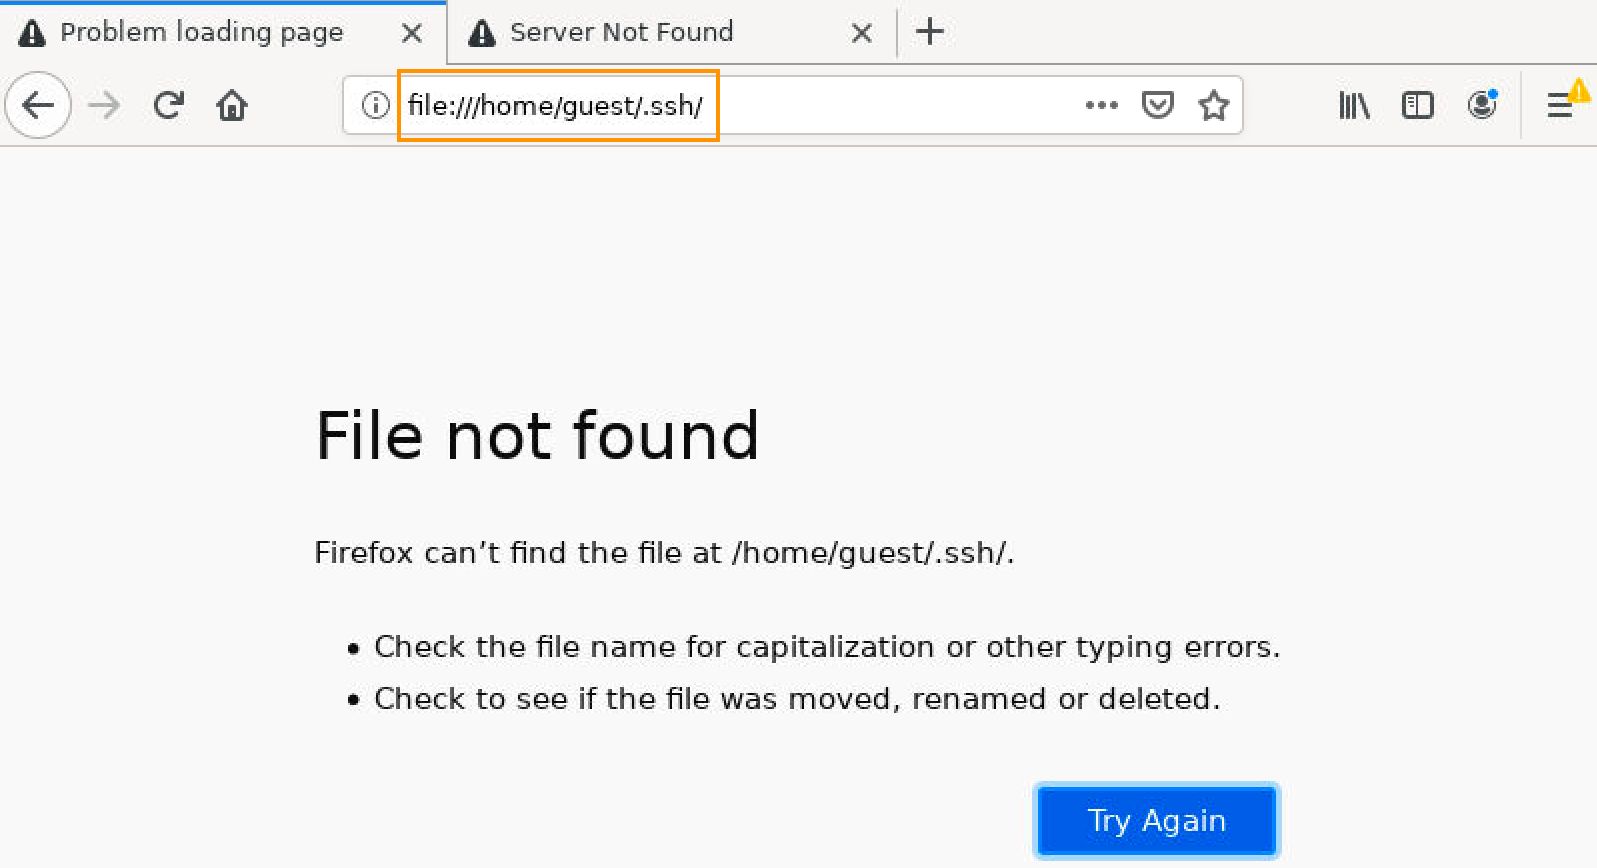 Problem loading page
Server Not Found
file:///home/guest/.ssh/
File not found
Firefox can’t find the file at /home/guest/.ssh/.
• Check the file name for capitalization or other typing errors.
• Check to see if the file was moved, renamed or deleted.
Try Again